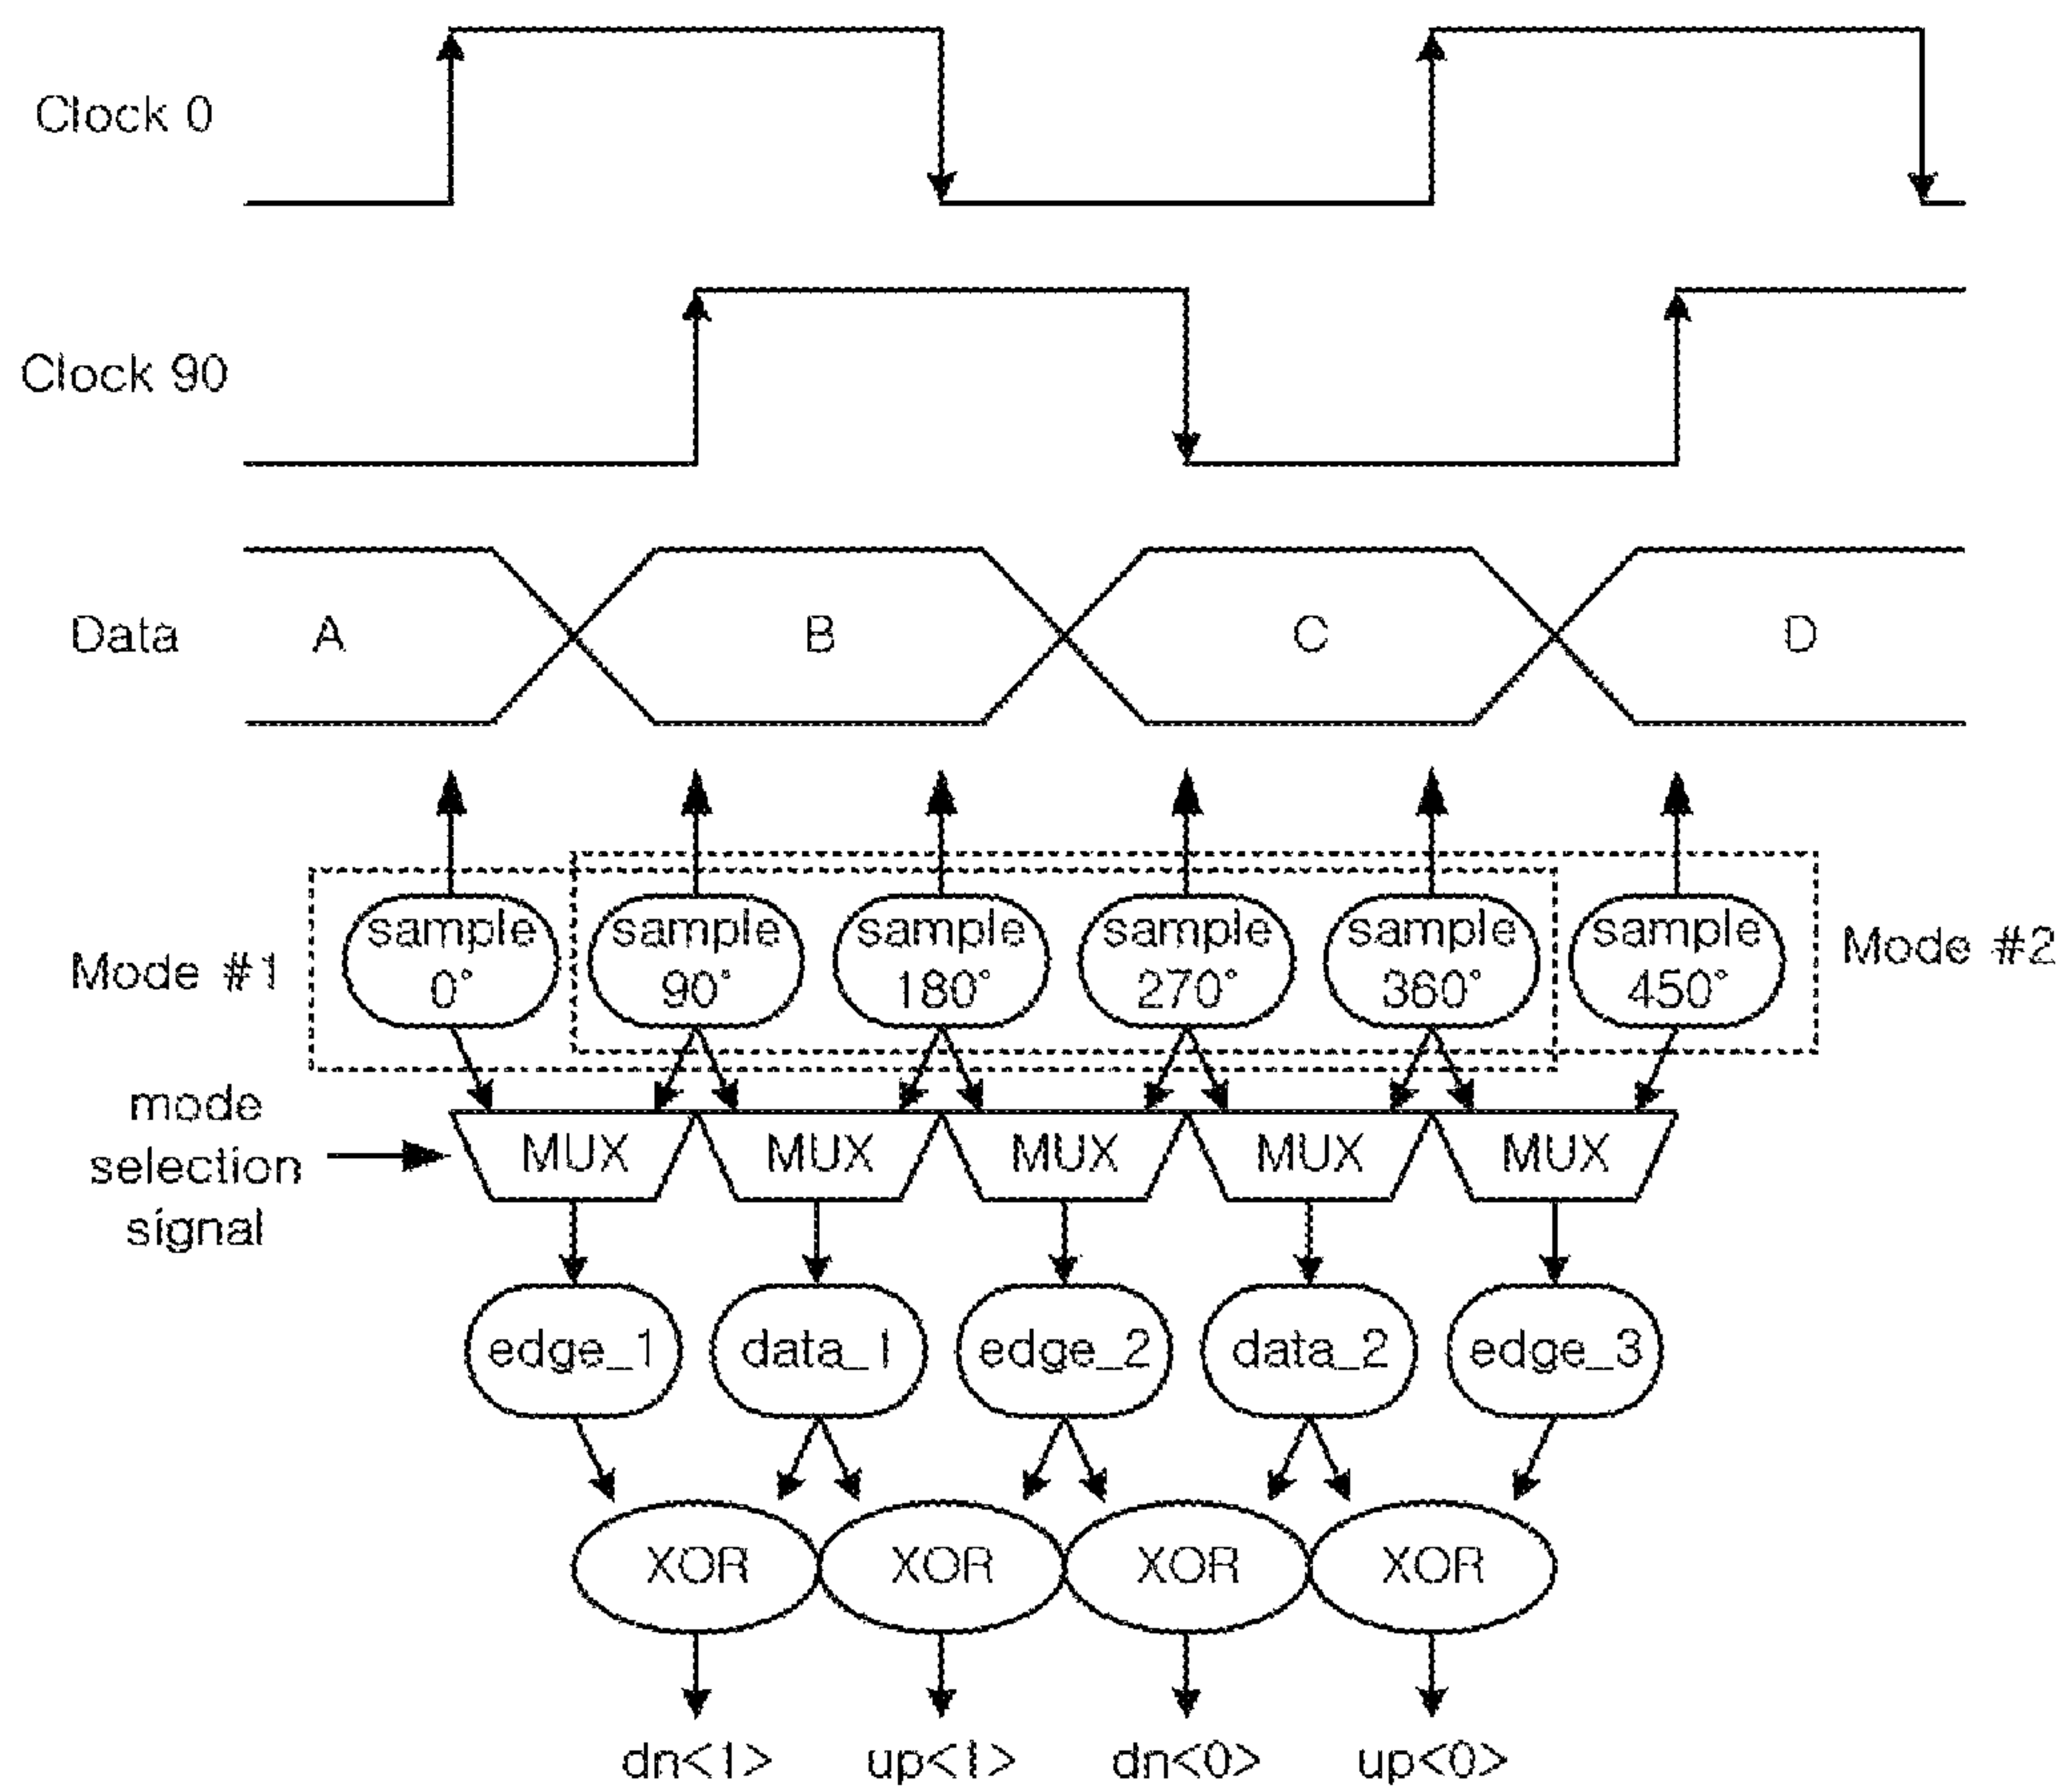 Clock 0
Clock 90
Data
A
B
C
D
Mode #1
sample
0°
sample
90°
sample
180°
sample
270°
sample
360°
sample
450°
Mode #2
mode
selection
signal
MUX
MUX
MUX
MUX
MUX
edge_1
data_1
edge_2
data_2
edge_3
XOR
XOR
XOR
XOR
dn<1>
up<1>
dn<0>
up<0>